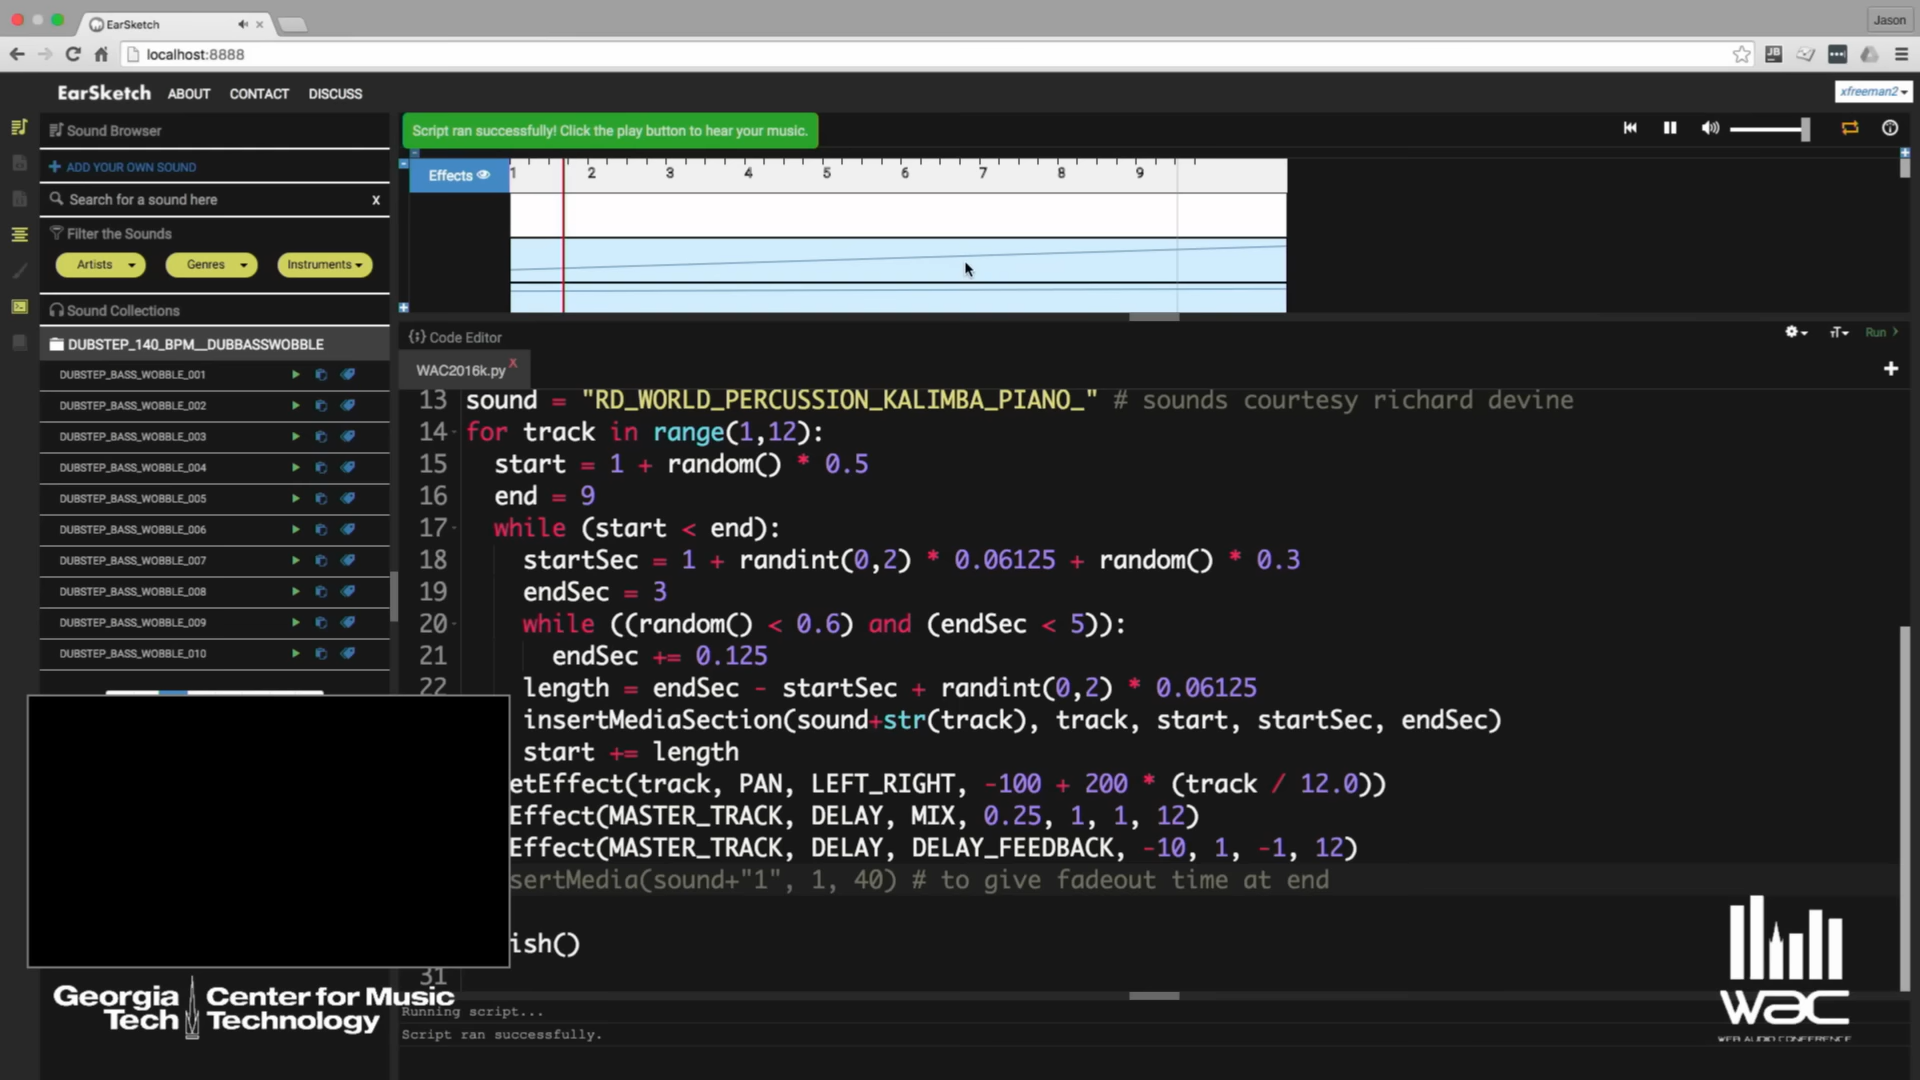 EarSketch
Jason
localhost:8888
EarSketch ABOUT CONTACT DISCUSS
xfreeman2
Sound Browser
Script ran successfully! Click the play button to hear your music.
+ ADD YOUR OWN SOUND
Effects 1 2 3 4 5 6 7 8 9
Search for a sound here X
Filter the Sounds
Artists Genres Instruments
Sound Collections
DUBSTEP_140_BPM__DUBBASSWOBBLE
DUBSTEP_BASS_WOBBLE_001
DUBSTEP_BASS_WOBBLE_002
DUBSTEP_BASS_WOBBLE_003
DUBSTEP_BASS_WOBBLE_004
DUBSTEP_BASS_WOBBLE_005
DUBSTEP_BASS_WOBBLE_006
DUBSTEP_BASS_WOBBLE_007
DUBSTEP_BASS_WOBBLE_008
DUBSTEP_BASS_WOBBLE_009
DUBSTEP_BASS_WOBBLE_010
{;} Code Editor
Run >
WAC2016k.py x
13 sound = "RD_WORLD_PERCUSSION_KALIMBA_PIANO_" # sounds courtesy richard devine
14 for track in range(1,12):
15 start = 1 + random() * 0.5
16 end = 9
17 while (start < end):
18 startSec = 1 + randint(0,2) * 0.06125 + random() * 0.3
19 endSec = 3
20 while ((random() < 0.6) and (endSec < 5)):
21 endSec += 0.125
22 length = endSec - startSec + randint(0,2) * 0.06125
insertMediaSection(sound+str(track), track, start, startSec, endSec)
start += length
etEffect(track, PAN, LEFT_RIGHT, -100 + 200 * (track / 12.0))
Effect(MASTER_TRACK, DELAY, MIX, 0.25, 1, 1, 12)
Effect(MASTER_TRACK, DELAY, DELAY_FEEDBACK, -10, 1, -1, 12)
sertMedia(sound+"1", 1, 40) # to give fadeout time at end
ish()
31
Running script...
Script ran successfully.
Georgia Tech
Center for Music Technology
wac
WEB AUDIO CONFERENCE